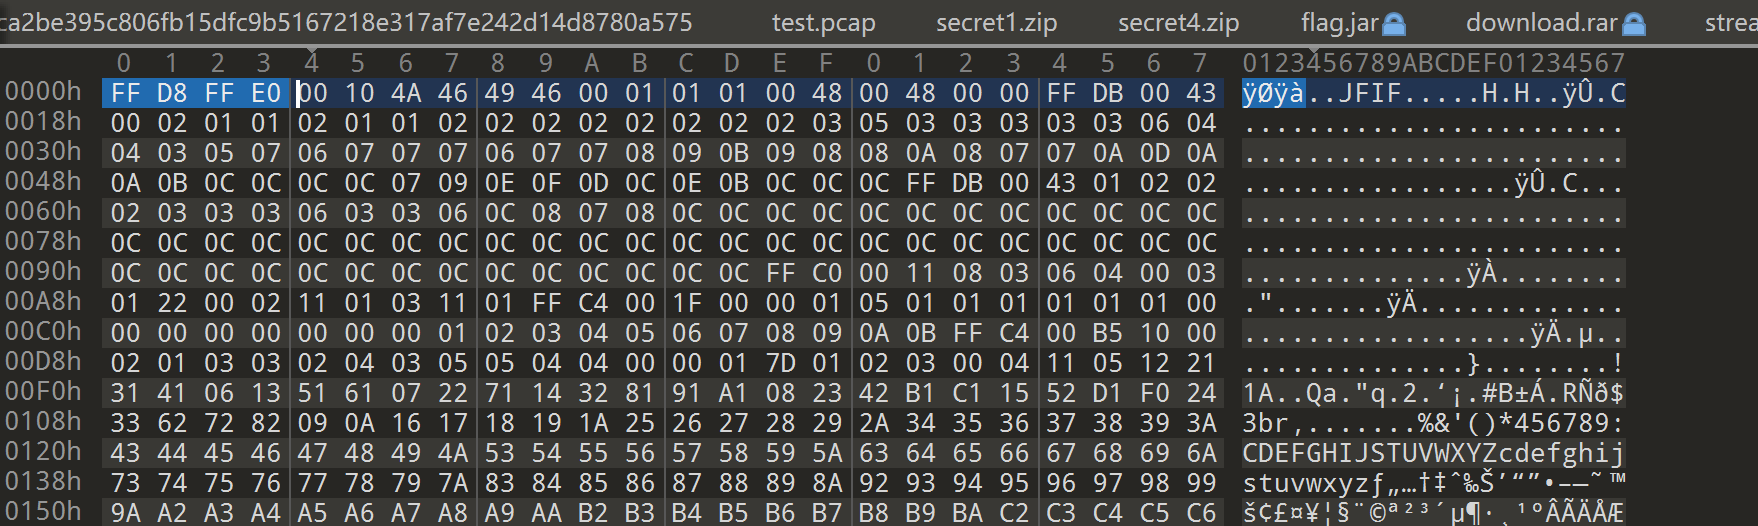 ca2be395c806fb15dfc9b5167218e317af7e242d14d8780a575 test.pcap secret1.zip secret4.zip flag.jar download.rar strea
0 1 2 3 4 5 6 7 8 9 A B C D E F 0 1 2 3 4 5 6 7 0123456789ABCDEF01234567
0000h FF D8 FF E0 00 10 4A 46 49 46 00 01 01 01 00 48 00 48 00 00 FF DB 00 43 ÿØÿà..JFIF.....H.H..ÿÛ.C
0018h 00 02 01 01 02 01 01 02 02 02 02 02 02 02 02 03 05 03 03 03 03 03 06 04 ........................
0030h 04 03 05 07 06 07 07 07 06 07 07 08 09 0B 09 08 08 0A 08 07 07 0A 0D 0A ........................
0048h 0A 0B 0C 0C 0C 0C 07 09 0E 0F 0D 0C 0E 0B 0C 0C 0C FF DB 00 43 01 02 02 .................ÿÛ.C...
0060h 02 03 03 03 06 03 03 06 0C 08 07 08 0C 0C 0C 0C 0C 0C 0C 0C 0C 0C 0C 0C ........................
0078h 0C 0C 0C 0C 0C 0C 0C 0C 0C 0C 0C 0C 0C 0C 0C 0C 0C 0C 0C 0C 0C 0C 0C 0C ........................
0090h 0C 0C 0C 0C 0C 0C 0C 0C 0C 0C 0C 0C 0C 0C FF C0 00 11 08 03 06 04 00 03 ..............ÿÀ........
00A8h 01 22 00 02 11 01 03 11 01 FF C4 00 1F 00 00 01 05 01 01 01 01 01 01 00 .".......ÿÄ.............
00C0h 00 00 00 00 00 00 00 01 02 03 04 05 06 07 08 09 0A 0B FF C4 00 B5 10 00 ..................ÿÄ.µ..
00D8h 02 01 03 03 02 04 03 05 05 04 04 00 00 01 7D 01 02 03 00 04 11 05 12 21 ..............}........!
00F0h 31 41 06 13 51 61 07 22 71 14 32 81 91 A1 08 23 42 B1 C1 15 52 D1 F0 24 1A..Qa."q.2.‘¡.#B±Á.RÑð$
0108h 33 62 72 82 09 0A 16 17 18 19 1A 25 26 27 28 29 2A 34 35 36 37 38 39 3A 3br‚.......%&'()*456789:
0120h 43 44 45 46 47 48 49 4A 53 54 55 56 57 58 59 5A 63 64 65 66 67 68 69 6A CDEFGHIJSTUVWXYZcdefghij
0138h 73 74 75 76 77 78 79 7A 83 84 85 86 87 88 89 8A 92 93 94 95 96 97 98 99 stuvwxyzƒ„…†‡ˆ‰Š’“”•–—˜™
0150h 9A A2 A3 A4 A5 A6 A7 A8 A9 AA B2 B3 B4 B5 B6 B7 B8 B9 BA C2 C3 C4 C5 C6 š¢£¤¥¦§¨©ª²³´µ¶·¸¹ºÂÃÄÅÆ